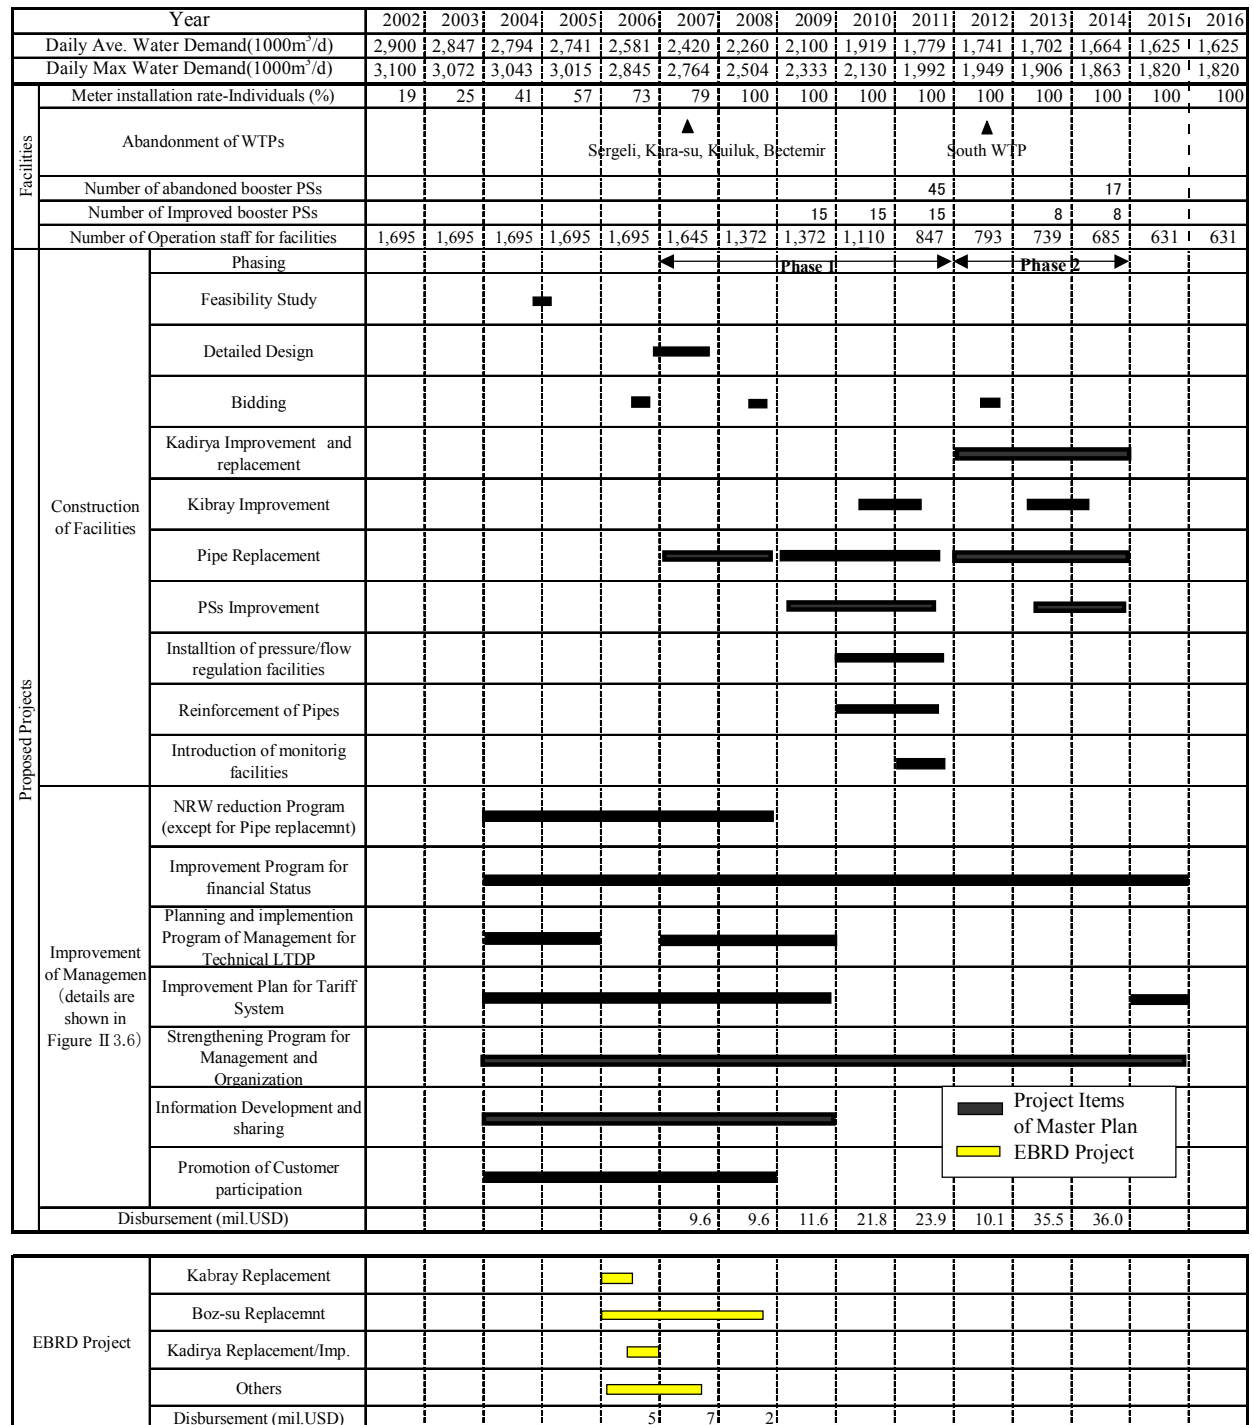 Year 2002 2003 2004 2005 2006 2007 2008 2009 2010 2011 2012 2013 2014 2015 2016
Daily Ave. Water Demand(1000m³/d) 2,900 2,847 2,794 2,741 2,581 2,420 2,260 2,100 1,919 1,779 1,741 1,702 1,664 1,625 1,625
Daily Max Water Demand(1000m³/d) 3,100 3,072 3,043 3,015 2,845 2,764 2,504 2,333 2,130 1,992 1,949 1,906 1,863 1,820 1,820
Facilities
Meter installation rate-Individuals (%) 19 25 41 57 73 79 100 100 100 100 100 100 100 100 100
Abandonment of WTPs
Sergeli, Kara-su, Kuiluk, Bectemir South WTP
Number of abandoned booster PSs 45 17
Number of Improved booster PSs 15 15 15 8 8
Number of Operation staff for facilities 1,695 1,695 1,695 1,695 1,695 1,645 1,372 1,372 1,110 847 793 739 685 631 631
Proposed Projects
Construction
of Facilities
Phasing Phase 1 Phase 2
Feasibility Study
Detailed Design
Bidding
Kadirya Improvement and
replacement
Kibray Improvement
Pipe Replacement
PSs Improvement
Installtion of pressure/flow
regulation facilities
Reinforcement of Pipes
Introduction of monitorig
facilities
Improvement
of Managemen
(details are
shown in
Figure Ⅱ3.6)
NRW reduction Program
(except for Pipe replacemnt)
Improvement Program for
financial Status
Planning and implemention
Program of Management for
Technical LTDP
Improvement Plan for Tariff
System
Strengthening Program for
Management and
Organization
Information Development and
sharing
Promotion of Customer
participation
Project Items
of Master Plan
EBRD Project
Disbursement (mil.USD) 9.6 9.6 11.6 21.8 23.9 10.1 35.5 36.0
EBRD Project
Kabray Replacement
Boz-su Replacemnt
Kadirya Replacement/Imp.
Others
Disbursement (mil.USD) 5 7 2